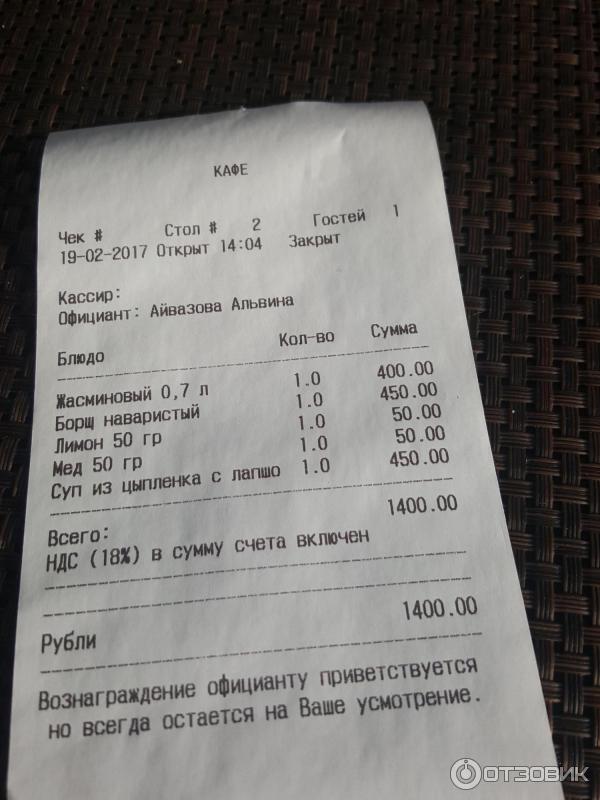 КАФЕ
Чек # Стол # 2 Гостей 1
19-02-2017 Открыт 14:04 Закрыт
Кассир:
Официант: Айвазова Альвина
Блюдо Кол-во Сумма
Жасминовый 0,7 л 1.0 400.00
Борщ наваристый 1.0 450.00
Лимон 50 гр 1.0 50.00
Мед 50 гр 1.0 50.00
Суп из цыпленка с лапшо 1.0 450.00
Всего: 1400.00
НДС (18%) в сумму счета включен
Рубли 1400.00
Вознаграждение официанту приветствуется
но всегда остается на Ваше усмотрение.
ОТЗОВИК